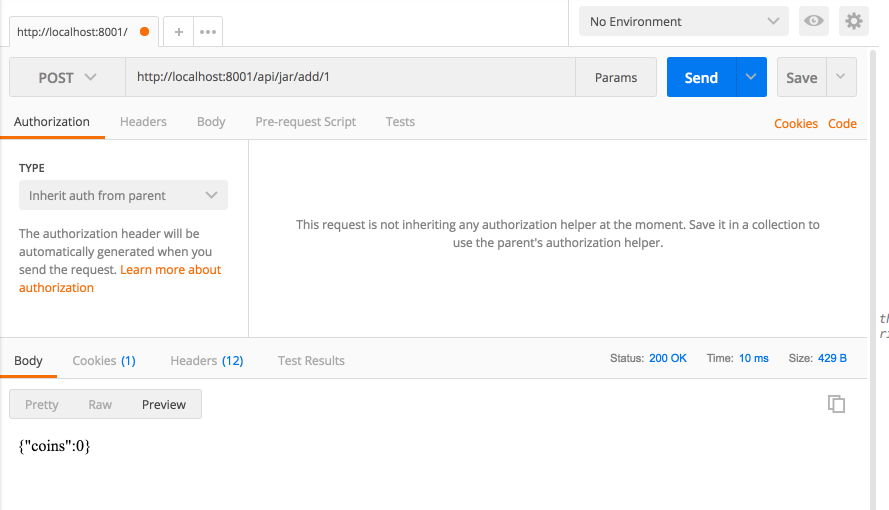 http://localhost:8001/
+
•••
No Environment
POST
http://localhost:8001/api/jar/add/1
Params
Send
Save
Authorization
Headers
Body
Pre-request Script
Tests
Cookies
Code
TYPE
Inherit auth from parent
The authorization header will be
automatically generated when you
send the request. Learn more about
authorization
This request is not inheriting any authorization helper at the moment. Save it in a collection to
use the parent's authorization helper.
Body
Cookies (1)
Headers (12)
Test Results
Status: 200 OK
Time: 10 ms
Size: 429 B
Pretty
Raw
Preview
{"coins":0}